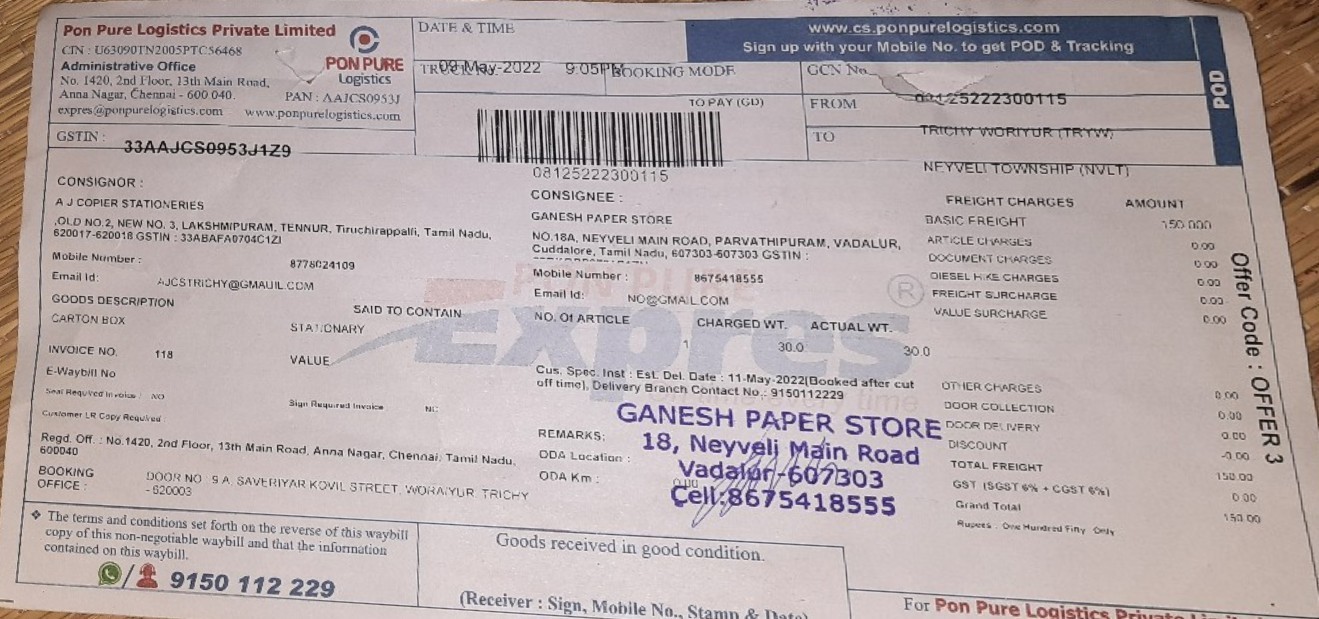 Pon Pure Logistics Private Limited
CIN : U63090TN2005PTC56468
Administrative Office
No. 1420, 2nd Floor, 13th Main Road,
Anna Nagar, Chennai - 600 040.
PAN : AAJCS0953J
expres@ponpurelogistics.com www.ponpurelogistics.com
PON PURE
Logistics
GSTIN :
33AAJCS0953J1Z9
DATE & TIME
09-May-2022 9:05PM
BOOKING MODE
TO PAY (GD)
08125222300115
www.cs.ponpurelogistics.com
Sign up with your Mobile No. to get POD & Tracking
POD
GCN No.
08125222300115
FROM
TRICHY WORIYUR (TRYW)
TO
NEYVELI TOWNSHIP (NVLT)
CONSIGNOR :
A J COPIER STATIONERIES
,OLD NO.2, NEW NO. 3, LAKSHMIPURAM, TENNUR, Tiruchirappalli, Tamil Nadu,
620017-620018 GSTIN : 33ABAFA0704C1ZI
Mobile Number : 8778024109
Email Id: AJCSTRICHY@GMAUIL.COM
GOODS DESCRIPTION SAID TO CONTAIN
CARTON BOX STATIONARY
INVOICE NO. 118 VALUE
E-Waybill No
Seal Required Invoice : NO Sign Required Invoice
Customer LR Copy Required :
Regd. Off. : No.1420, 2nd Floor, 13th Main Road, Anna Nagar, Chennai, Tamil Nadu,
600040
BOOKING OFFICE : DOOR NO : 9 A, SAVERIYAR KOVIL STREET, WORAIYUR, TRICHY
-620003
CONSIGNEE :
GANESH PAPER STORE
NO.18A, NEYVELI MAIN ROAD, PARVATHIPURAM, VADALUR,
Cuddalore, Tamil Nadu, 607303-607303 GSTIN :
Mobile Number : 8675418555
Email Id: NO@GMAIL.COM
PON PURE
expres
®
NO. Of ARTICLE CHARGED WT. ACTUAL WT.
1 30.0 30.0
Cus. Spec. Inst : Est. Del. Date : 11-May-2022(Booked after cut
off time), Delivery Branch Contact No.: 9150112229
REMARKS:
ODA Location :
ODA Km : 0.00
GANESH PAPER STORE
18, Neyveli Main Road
Vadalur-607303
Cell:8675418555
FREIGHT CHARGES AMOUNT
BASIC FREIGHT 150.000
ARTICLE CHARGES 0.00
DOCUMENT CHARGES 0.00
DIESEL HIKE CHARGES 0.00
FREIGHT SURCHARGE 0.00
VALUE SURCHARGE 0.00
OTHER CHARGES 0.00
DOOR COLLECTION 0.00
DOOR DELIVERY 0.00
DISCOUNT -0.00
TOTAL FREIGHT 150.00
GST (SGST 6% + CGST 6%) 0.00
Grand Total 150.00
Rupees : One Hundred Fifty Only
Offer Code : OFFER 3
❖ The terms and conditions set forth on the reverse of this waybill
copy of this non-negotiable waybill and that the information
contained on this waybill.
9150 112 229
Goods received in good condition.
(Receiver : Sign, Mobile No., Stamp & Date)
For Pon Pure Logistics Private